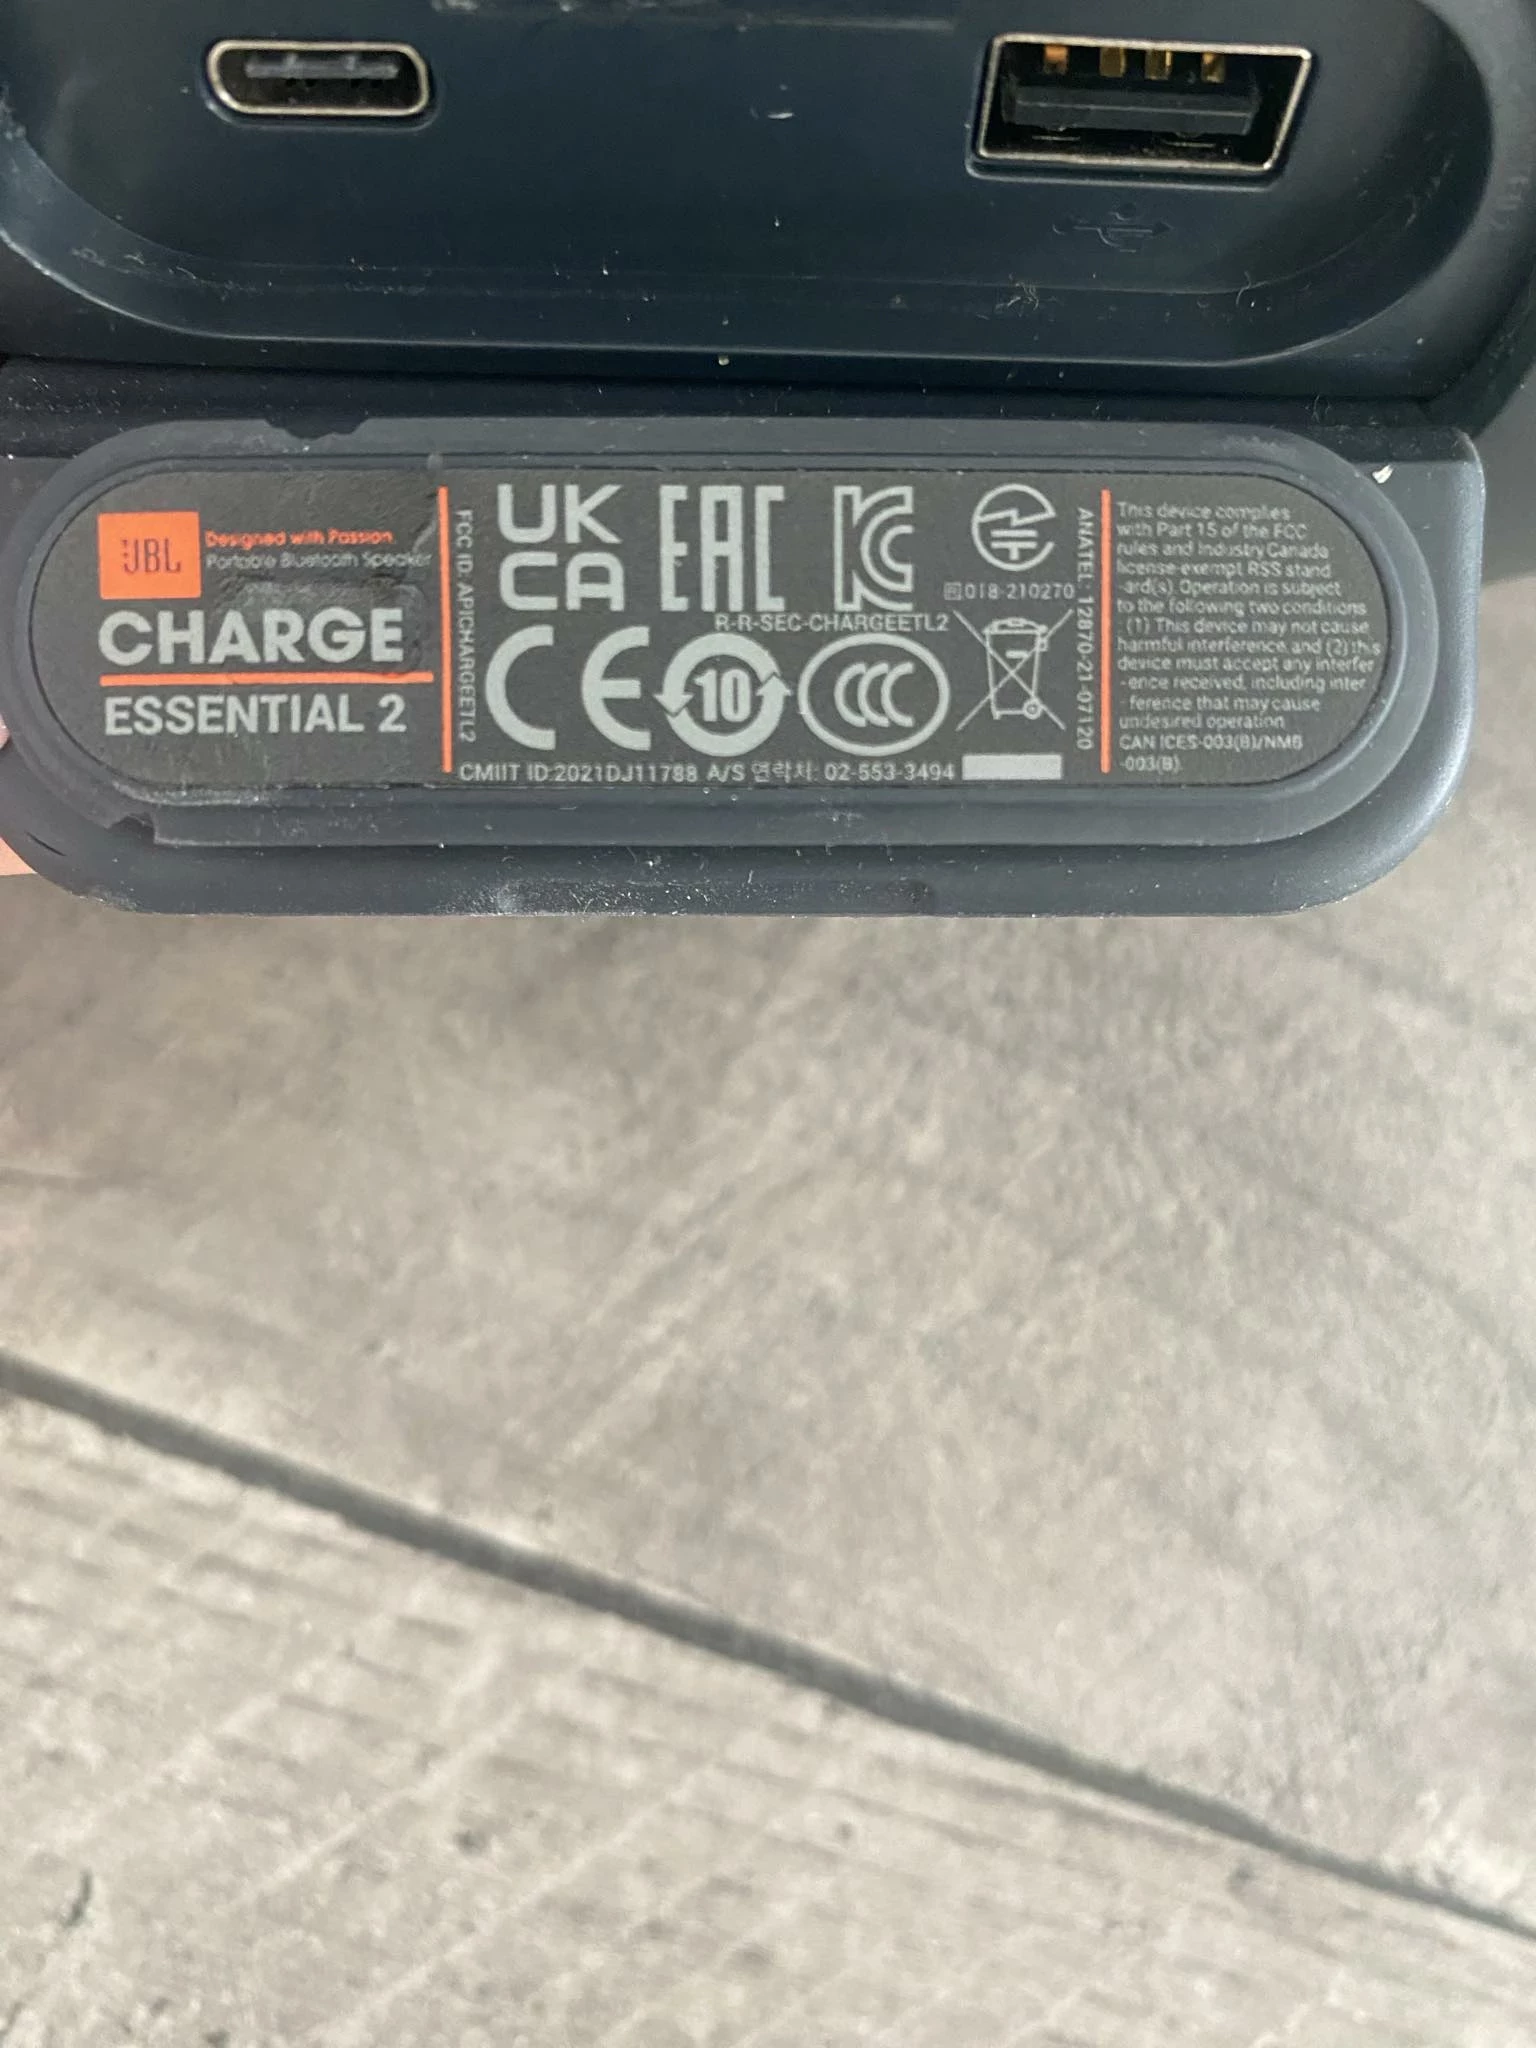 JBL
Designed with Passion.
Portable Bluetooth Speaker
CHARGE
ESSENTIAL 2
FCC ID: APICHARGEETL2
UK
CA
EAC
R-R-SEC-CHARGEETL2
018-210270
CE
10
CCC
CMIIT ID:2021DJ11788 A/S 연락처: 02-553-3494
ANATEL: 12870-21-07120
This device complies
with Part 15 of the FCC
rules and Industry Canada
license-exempt RSS stand
-ard(s). Operation is subject
to the following two conditions
: (1) This device may not cause
harmful interference, and (2) this
device must accept any interfer
-ence received, including inter
-ference that may cause
undesired operation.
CAN ICES-003(B)/NMB
-003(B).